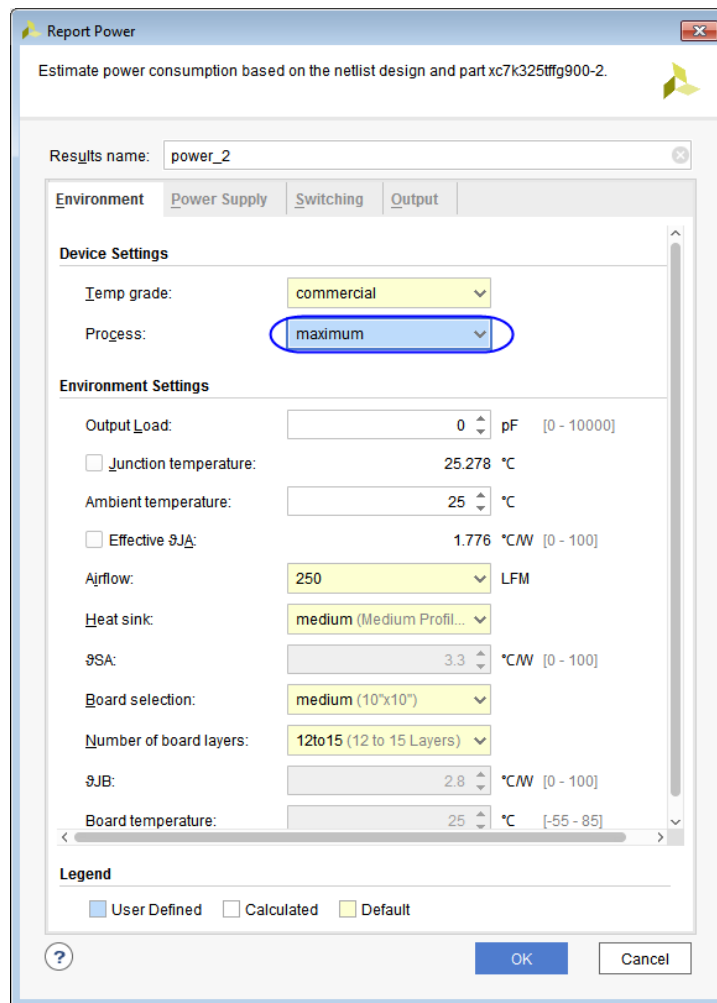 Report Power
Estimate power consumption based on the netlist design and part xc7k325tffg900-2.
Results name: power_2
Environment Power Supply Switching Output
Device Settings
Temp grade: commercial
Process: maximum
Environment Settings
Output Load: 0 pF [0 - 10000]
Junction temperature: 25.278 °C
Ambient temperature: 25 °C
Effective ϑJA: 1.776 °C/W [0 - 100]
Airflow: 250 LFM
Heat sink: medium (Medium Profil...
ϑSA: 3.3 °C/W [0 - 100]
Board selection: medium (10"x10")
Number of board layers: 12to15 (12 to 15 Layers)
ϑJB: 2.8 °C/W [0 - 100]
Board temperature: 25 °C [-55 - 85]
Legend
User Defined Calculated Default
? OK Cancel